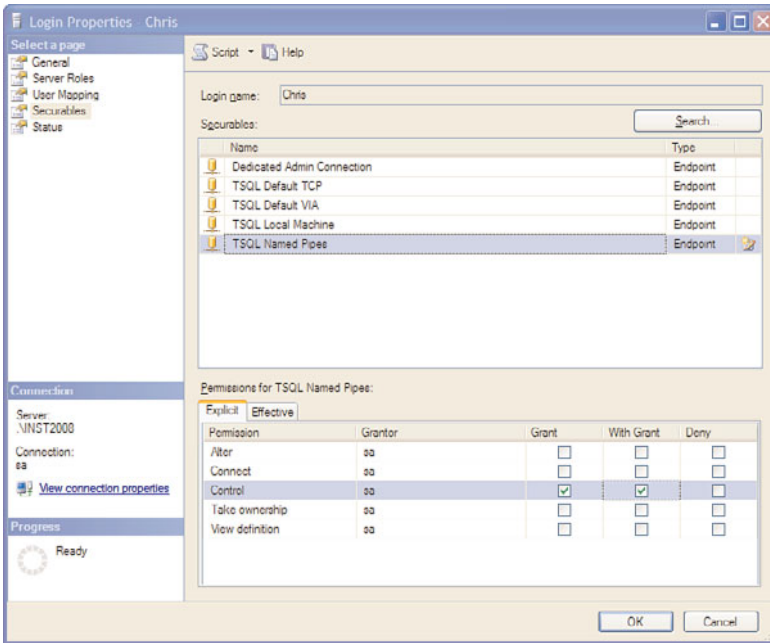 Login Properties - Chris
Select a page
General
Server Roles
User Mapping
Securables
Status
Script
Help
Login name: Chris
Securables: Search...
Name Type
Dedicated Admin Connection Endpoint
TSQL Default TCP Endpoint
TSQL Default VIA Endpoint
TSQL Local Machine Endpoint
TSQL Named Pipes Endpoint
Connection
Server:
.\INST2008
Connection:
sa
View connection properties
Progress
Ready
Permissions for TSQL Named Pipes:
Explicit Effective
Permission Grantor Grant With Grant Deny
Alter sa
Connect sa
Control sa
Take ownership sa
View definition sa
OK Cancel